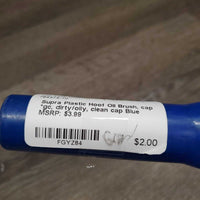 Supra Plastic Hoof Oil Brush, cap
*gc, dirty/oily, clean cap Blue
MSRP: $3.99
FGYZ84
$2.00